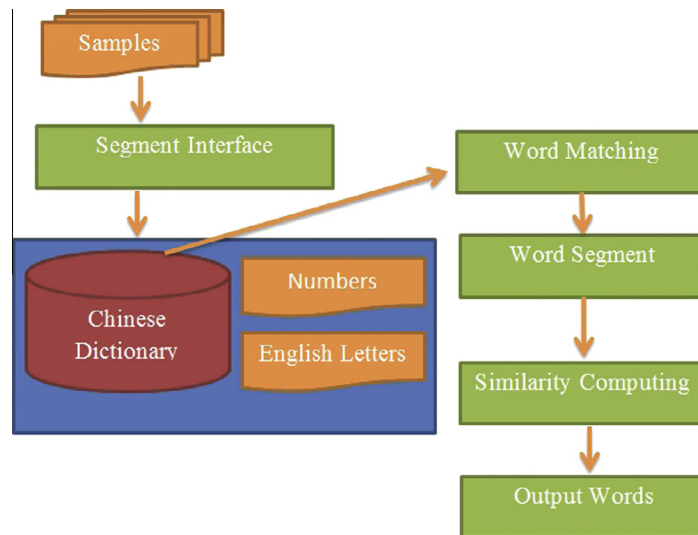 Samples
Segment Interface
Chinese
Dictionary
Numbers
English Letters
Word Matching
Word Segment
Similarity Computing
Output Words